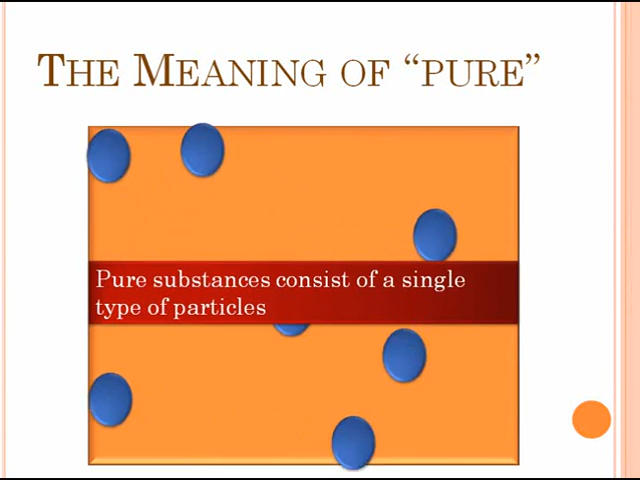 THE MEANING OF “PURE”
Pure substances consist of a single
type of particles